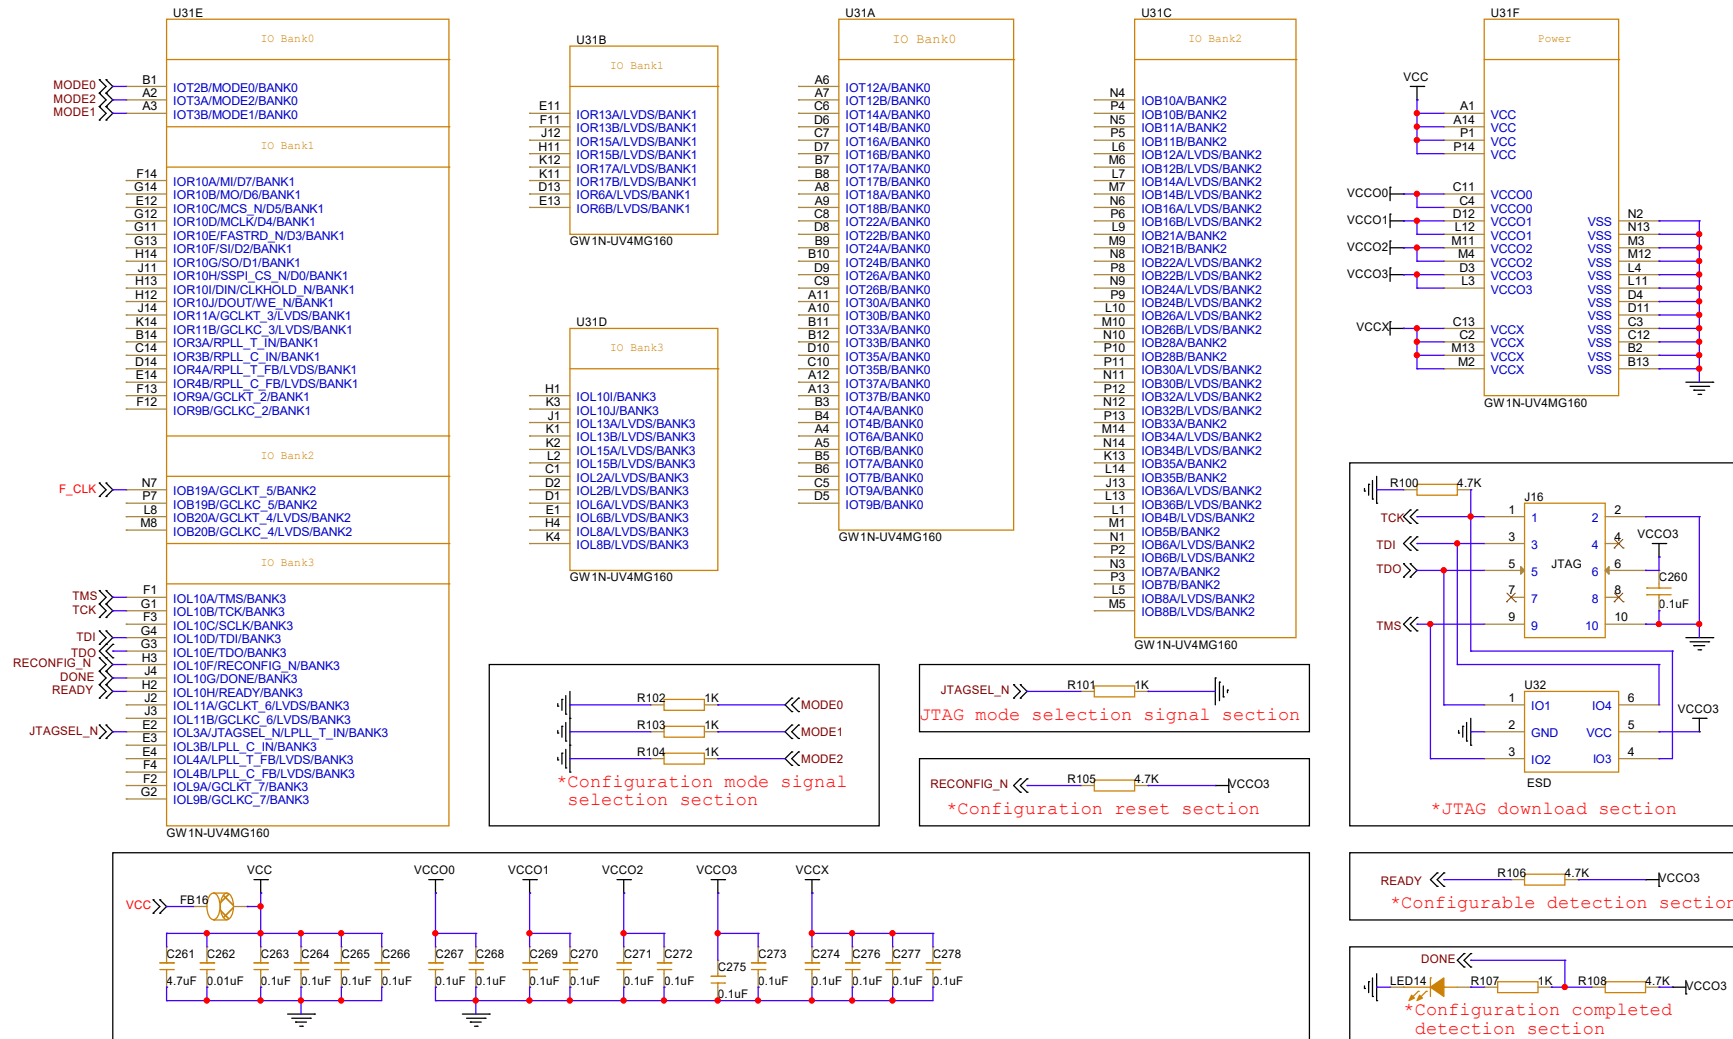 U31E
IO Bank0
MODE0 B1 IOT2B/MODE0/BANK0
MODE2 A2 IOT3A/MODE2/BANK0
MODE1 A3 IOT3B/MODE1/BANK0
IO Bank1
F14 IOR10A/MI/D7/BANK1
G14 IOR10B/MO/D6/BANK1
E12 IOR10C/MCS_N/D5/BANK1
G12 IOR10D/MCLK/D4/BANK1
G11 IOR10E/FASTRD_N/D3/BANK1
G13 IOR10F/SI/D2/BANK1
H14 IOR10G/SO/D1/BANK1
J11 IOR10H/SSPI_CS_N/D0/BANK1
H13 IOR10I/DIN/CLKHOLD_N/BANK1
H12 IOR10J/DOUT/WE_N/BANK1
J14 IOR11A/GCLKT_3/LVDS/BANK1
K14 IOR11B/GCLKC_3/LVDS/BANK1
B14 IOR3A/RPLL_T_IN/BANK1
C14 IOR3B/RPLL_C_IN/BANK1
D14 IOR4A/RPLL_T_FB/LVDS/BANK1
E14 IOR4B/RPLL_C_FB/LVDS/BANK1
F13 IOR9A/GCLKT_2/BANK1
F12 IOR9B/GCLKC_2/BANK1
IO Bank2
F_CLK N7 IOB19A/GCLKT_5/BANK2
P7 IOB19B/GCLKC_5/BANK2
L8 IOB20A/GCLKT_4/LVDS/BANK2
M8 IOB20B/GCLKC_4/LVDS/BANK2
IO Bank3
TMS F1 IOL10A/TMS/BANK3
TCK G1 IOL10B/TCK/BANK3
F3 IOL10C/SCLK/BANK3
TDI G4 IOL10D/TDI/BANK3
TDO G3 IOL10E/TDO/BANK3
RECONFIG_N H3 IOL10F/RECONFIG_N/BANK3
DONE J4 IOL10G/DONE/BANK3
READY H2 IOL10H/READY/BANK3
J2 IOL11A/GCLKT_6/LVDS/BANK3
J3 IOL11B/GCLKC_6/LVDS/BANK3
JTAGSEL_N E2 IOL3A/JTAGSEL_N/LPLL_T_IN/BANK3
E3 IOL3B/LPLL_C_IN/BANK3
E4 IOL4A/LPLL_T_FB/LVDS/BANK3
F4 IOL4B/LPLL_C_FB/LVDS/BANK3
F2 IOL9A/GCLKT_7/BANK3
G2 IOL9B/GCLKC_7/BANK3
GW1N-UV4MG160
U31B
IO Bank1
E11 IOR13A/LVDS/BANK1
F11 IOR13B/LVDS/BANK1
J12 IOR15A/LVDS/BANK1
H11 IOR15B/LVDS/BANK1
K12 IOR17A/LVDS/BANK1
K11 IOR17B/LVDS/BANK1
D13 IOR6A/LVDS/BANK1
E13 IOR6B/LVDS/BANK1
GW1N-UV4MG160
U31D
IO Bank3
H1 IOL10I/BANK3
K3 IOL10J/BANK3
J1 IOL13A/LVDS/BANK3
K1 IOL13B/LVDS/BANK3
K2 IOL15A/LVDS/BANK3
L2 IOL15B/LVDS/BANK3
C1 IOL2A/LVDS/BANK3
D2 IOL2B/LVDS/BANK3
D1 IOL6A/LVDS/BANK3
E1 IOL6B/LVDS/BANK3
H4 IOL8A/LVDS/BANK3
K4 IOL8B/LVDS/BANK3
GW1N-UV4MG160
U31A
IO Bank0
A6 IOT12A/BANK0
A7 IOT12B/BANK0
C6 IOT14A/BANK0
D6 IOT14B/BANK0
C7 IOT16A/BANK0
D7 IOT16B/BANK0
B7 IOT17A/BANK0
B8 IOT17B/BANK0
A8 IOT18A/BANK0
A9 IOT18B/BANK0
C8 IOT22A/BANK0
D8 IOT22B/BANK0
B9 IOT24A/BANK0
B10 IOT24B/BANK0
D9 IOT26A/BANK0
C9 IOT26B/BANK0
A11 IOT30A/BANK0
A10 IOT30B/BANK0
B11 IOT33A/BANK0
B12 IOT33B/BANK0
D10 IOT35A/BANK0
C10 IOT35B/BANK0
A12 IOT37A/BANK0
A13 IOT37B/BANK0
B3 IOT4A/BANK0
B4 IOT4B/BANK0
A4 IOT6A/BANK0
A5 IOT6B/BANK0
B5 IOT7A/BANK0
B6 IOT7B/BANK0
C5 IOT9A/BANK0
D5 IOT9B/BANK0
GW1N-UV4MG160
U31C
IO Bank2
N4 IOB10A/BANK2
P4 IOB10B/BANK2
N5 IOB11A/BANK2
P5 IOB11B/BANK2
L6 IOB12A/LVDS/BANK2
M6 IOB12B/LVDS/BANK2
L7 IOB14A/LVDS/BANK2
M7 IOB14B/LVDS/BANK2
N6 IOB16A/LVDS/BANK2
P6 IOB16B/LVDS/BANK2
L9 IOB21A/BANK2
M9 IOB21B/BANK2
N8 IOB22A/LVDS/BANK2
P8 IOB22B/LVDS/BANK2
N9 IOB24A/LVDS/BANK2
P9 IOB24B/LVDS/BANK2
L10 IOB26A/LVDS/BANK2
M10 IOB26B/LVDS/BANK2
N10 IOB28A/BANK2
P10 IOB28B/BANK2
P11 IOB30A/LVDS/BANK2
N11 IOB30B/LVDS/BANK2
P12 IOB32A/LVDS/BANK2
N12 IOB32B/LVDS/BANK2
P13 IOB33A/BANK2
M14 IOB34A/LVDS/BANK2
N14 IOB34B/LVDS/BANK2
K13 IOB35A/BANK2
L14 IOB35B/BANK2
J13 IOB36A/LVDS/BANK2
L13 IOB36B/LVDS/BANK2
L1 IOB4B/LVDS/BANK2
M1 IOB5B/BANK2
N1 IOB6A/LVDS/BANK2
P2 IOB6B/LVDS/BANK2
N3 IOB7A/BANK2
P3 IOB7B/BANK2
L5 IOB8A/LVDS/BANK2
M5 IOB8B/LVDS/BANK2
GW1N-UV4MG160
U31F
Power
VCC
A1 VCC
A14 VCC
P1 VCC
P14 VCC
VCCO0 C11 VCCO0
C4 VCCO0
VCCO1 D12 VCCO1
L12 VCCO1
VCCO2 M11 VCCO2
M4 VCCO2
VCCO3 D3 VCCO3
L3 VCCO3
VCCX C13 VCCX
C2 VCCX
M13 VCCX
M2 VCCX
VSS N2
VSS N13
VSS M3
VSS M12
VSS L4
VSS L11
VSS D4
VSS D11
VSS C3
VSS C12
VSS B2
VSS B13
GW1N-UV4MG160
R100 4.7K
J16
TCK 1 1 2 2
TDI 3 3 4 4
VCCO3
TDO 5 5 JTAG 6 6
C260
0.1uF
7 7 8 8
TMS 9 9 10 10
U32
1 IO1 IO4 6
VCCO3
2 GND VCC 5
3 IO2 IO3 4
ESD
*JTAG download section
R102 1K MODE0
R103 1K MODE1
R104 1K MODE2
*Configuration mode signal
selection section
JTAGSEL_N R101 1K
JTAG mode selection signal section
RECONFIG_N R105 4.7K VCCO3
*Configuration reset section
READY R106 4.7K VCCO3
*Configurable detection section
DONE
LED14 R107 1K R108 4.7K VCCO3
*Configuration completed
detection section
VCC VCCO0 VCCO1 VCCO2 VCCO3 VCCX
VCC FB16
C261 C262 C263 C264 C265 C266 C267 C268 C269 C270 C271 C272 C275 C273 C274 C276 C277 C278
4.7uF 0.01uF 0.1uF 0.1uF 0.1uF 0.1uF 0.1uF 0.1uF 0.1uF 0.1uF 0.1uF 0.1uF 0.1uF 0.1uF 0.1uF 0.1uF 0.1uF 0.1uF